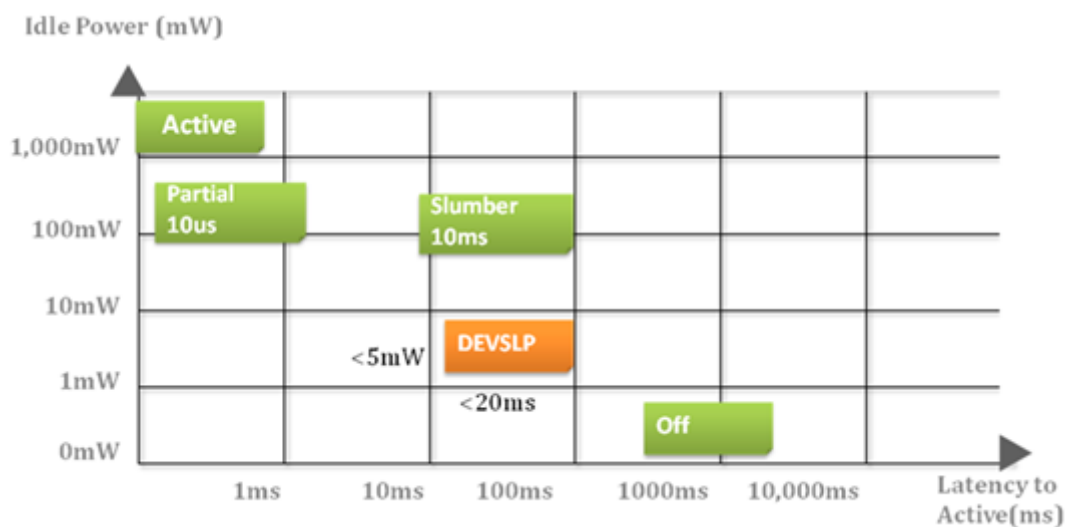 Idle Power (mW)
Active
1,000mW
Partial
10us
Slumber
10ms
100mW
10mW
DEVSLP
<5mW
1mW
<20ms
Off
0mW
1ms
10ms
100ms
1000ms
10,000ms
Latency to
Active(ms)